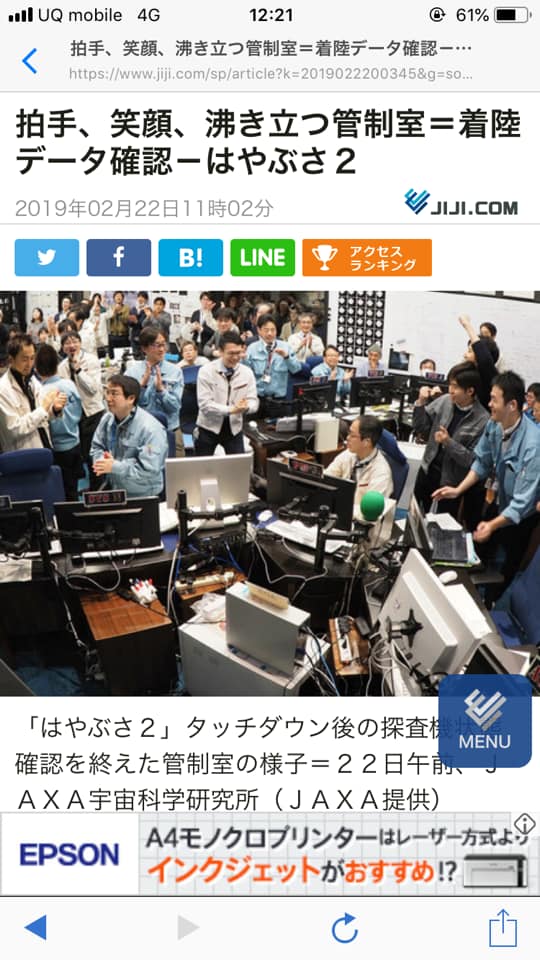 UQ mobile 4G 12:21 61%
拍手、笑顔、沸き立つ管制室＝着陸データ確認－…
https://www.jiji.com/sp/article?k=2019022200345&g=so...
拍手、笑顔、沸き立つ管制室＝着陸
データ確認－はやぶさ２
2019年02月22日11時02分
JIJI.COM
B!
LINE
アクセス
ランキング
「はやぶさ２」タッチダウン後の探査機状
確認を終えた管制室の様子＝２２日午前、Ｊ
ＡＸＡ宇宙科学研究所（ＪＡＸＡ提供）
MENU
EPSON
A4モノクロプリンターはレーザー方式より
インクジェットがおすすめ!?